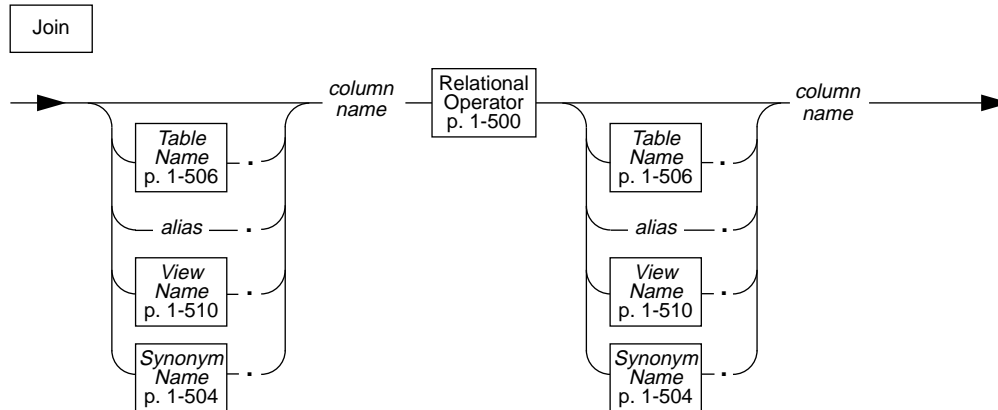 Join
column
name
Relational
Operator
p. 1-500
column
name
Table
Name
p. 1-506
.
Table
Name
p. 1-506
.
alias
.
alias
.
View
Name
p. 1-510
.
View
Name
p. 1-510
.
Synonym
Name
p. 1-504
.
Synonym
Name
p. 1-504
.